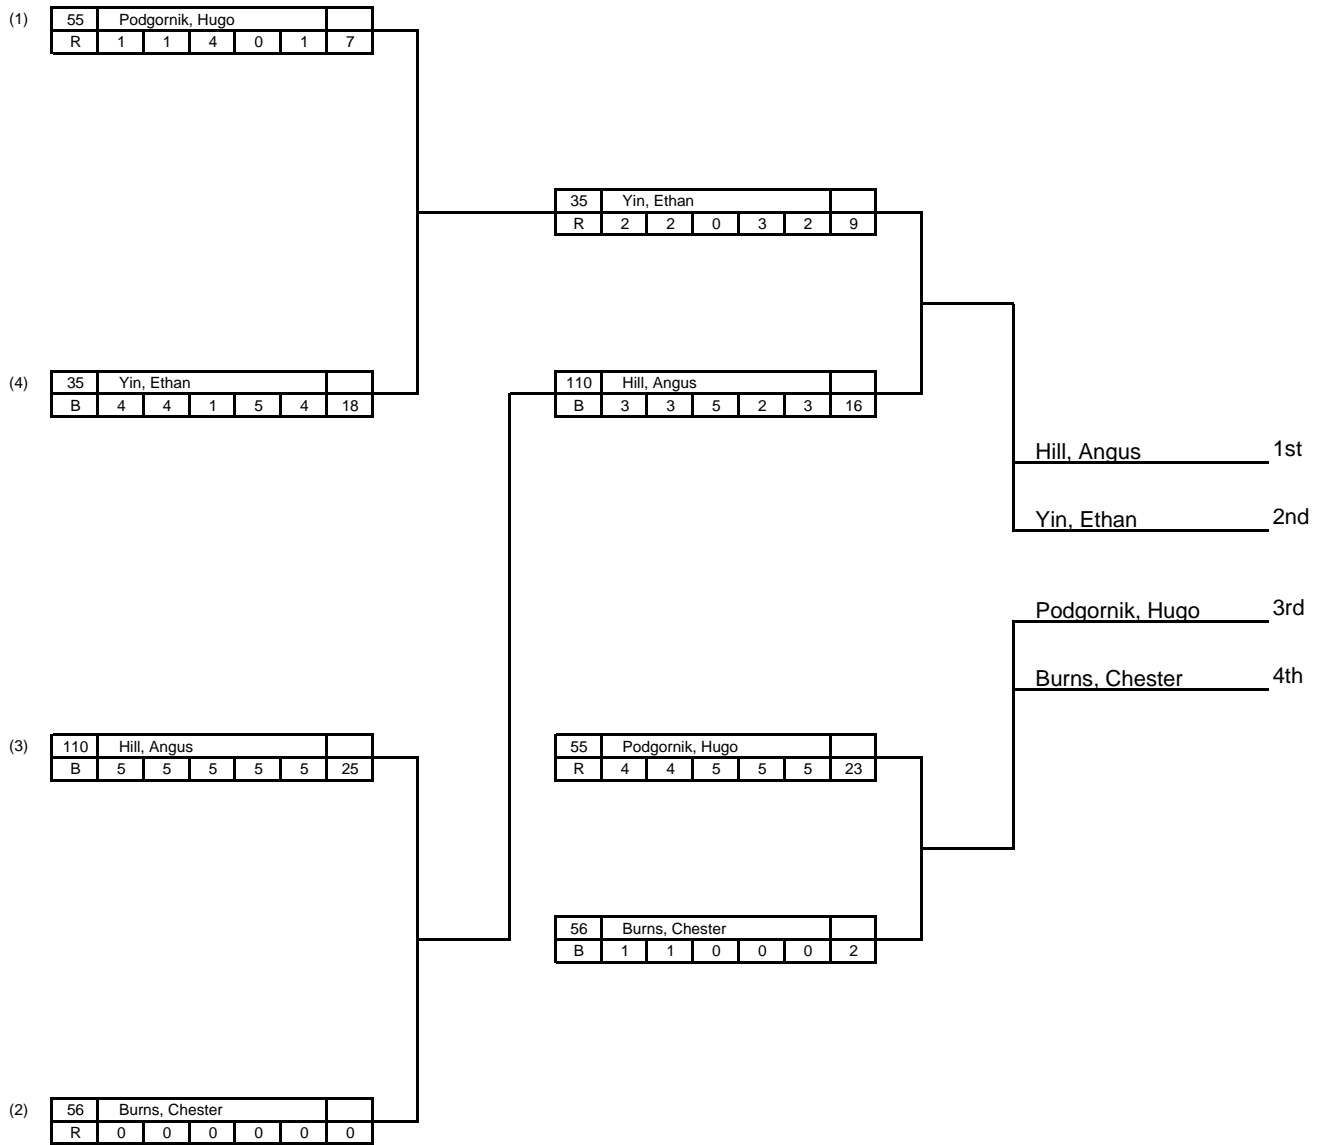 (1) 55 Podgornik, Hugo
R 1 1 4 0 1 7
35 Yin, Ethan
R 2 2 0 3 2 9
(4) 35 Yin, Ethan
B 4 4 1 5 4 18
110 Hill, Angus
B 3 3 5 2 3 16
Hill, Angus 1st
Yin, Ethan 2nd
Podgornik, Hugo 3rd
Burns, Chester 4th
(3) 110 Hill, Angus
B 5 5 5 5 5 25
55 Podgornik, Hugo
R 4 4 5 5 5 23
56 Burns, Chester
B 1 1 0 0 0 2
(2) 56 Burns, Chester
R 0 0 0 0 0 0